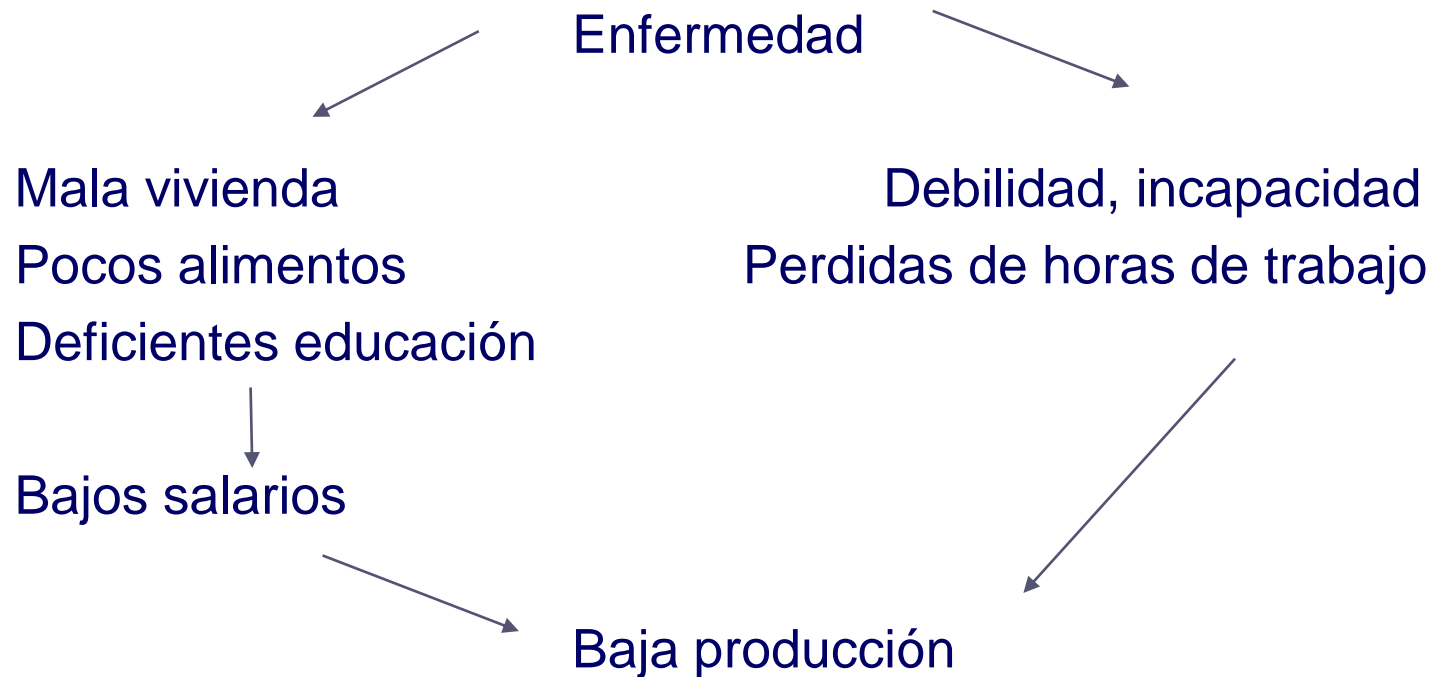 Enfermedad
Mala vivienda
Debilidad, incapacidad
Pocos alimentos
Perdidas de horas de trabajo
Deficientes educación
Bajos salarios
Baja producción